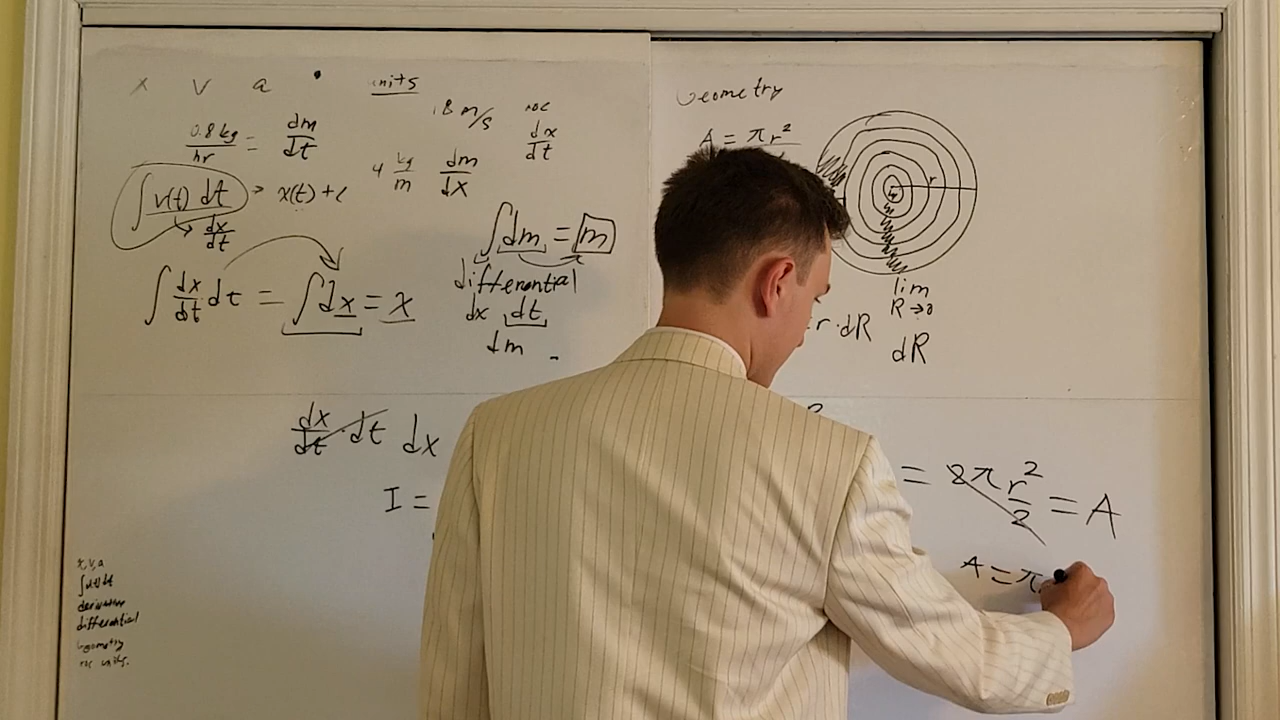 x v a • units
.8 m/s roc
0.8 kg/hr = dm/dt
dx/dt
4 kg/m dm/dx
∫v(t) dt → x(t) + c
dx/dt
∫dm = m
differential
∫dx/dt dt = ∫dx = x
dx dt
dm
dx/dt · dt dx
I =
x, v, a
∫v(t) dt
derivative
differential
Geometry
roc units.
Geometry
A = πr²
r
lim
R→0
r·dR
dR
= 2π r²/2 = A
A = π